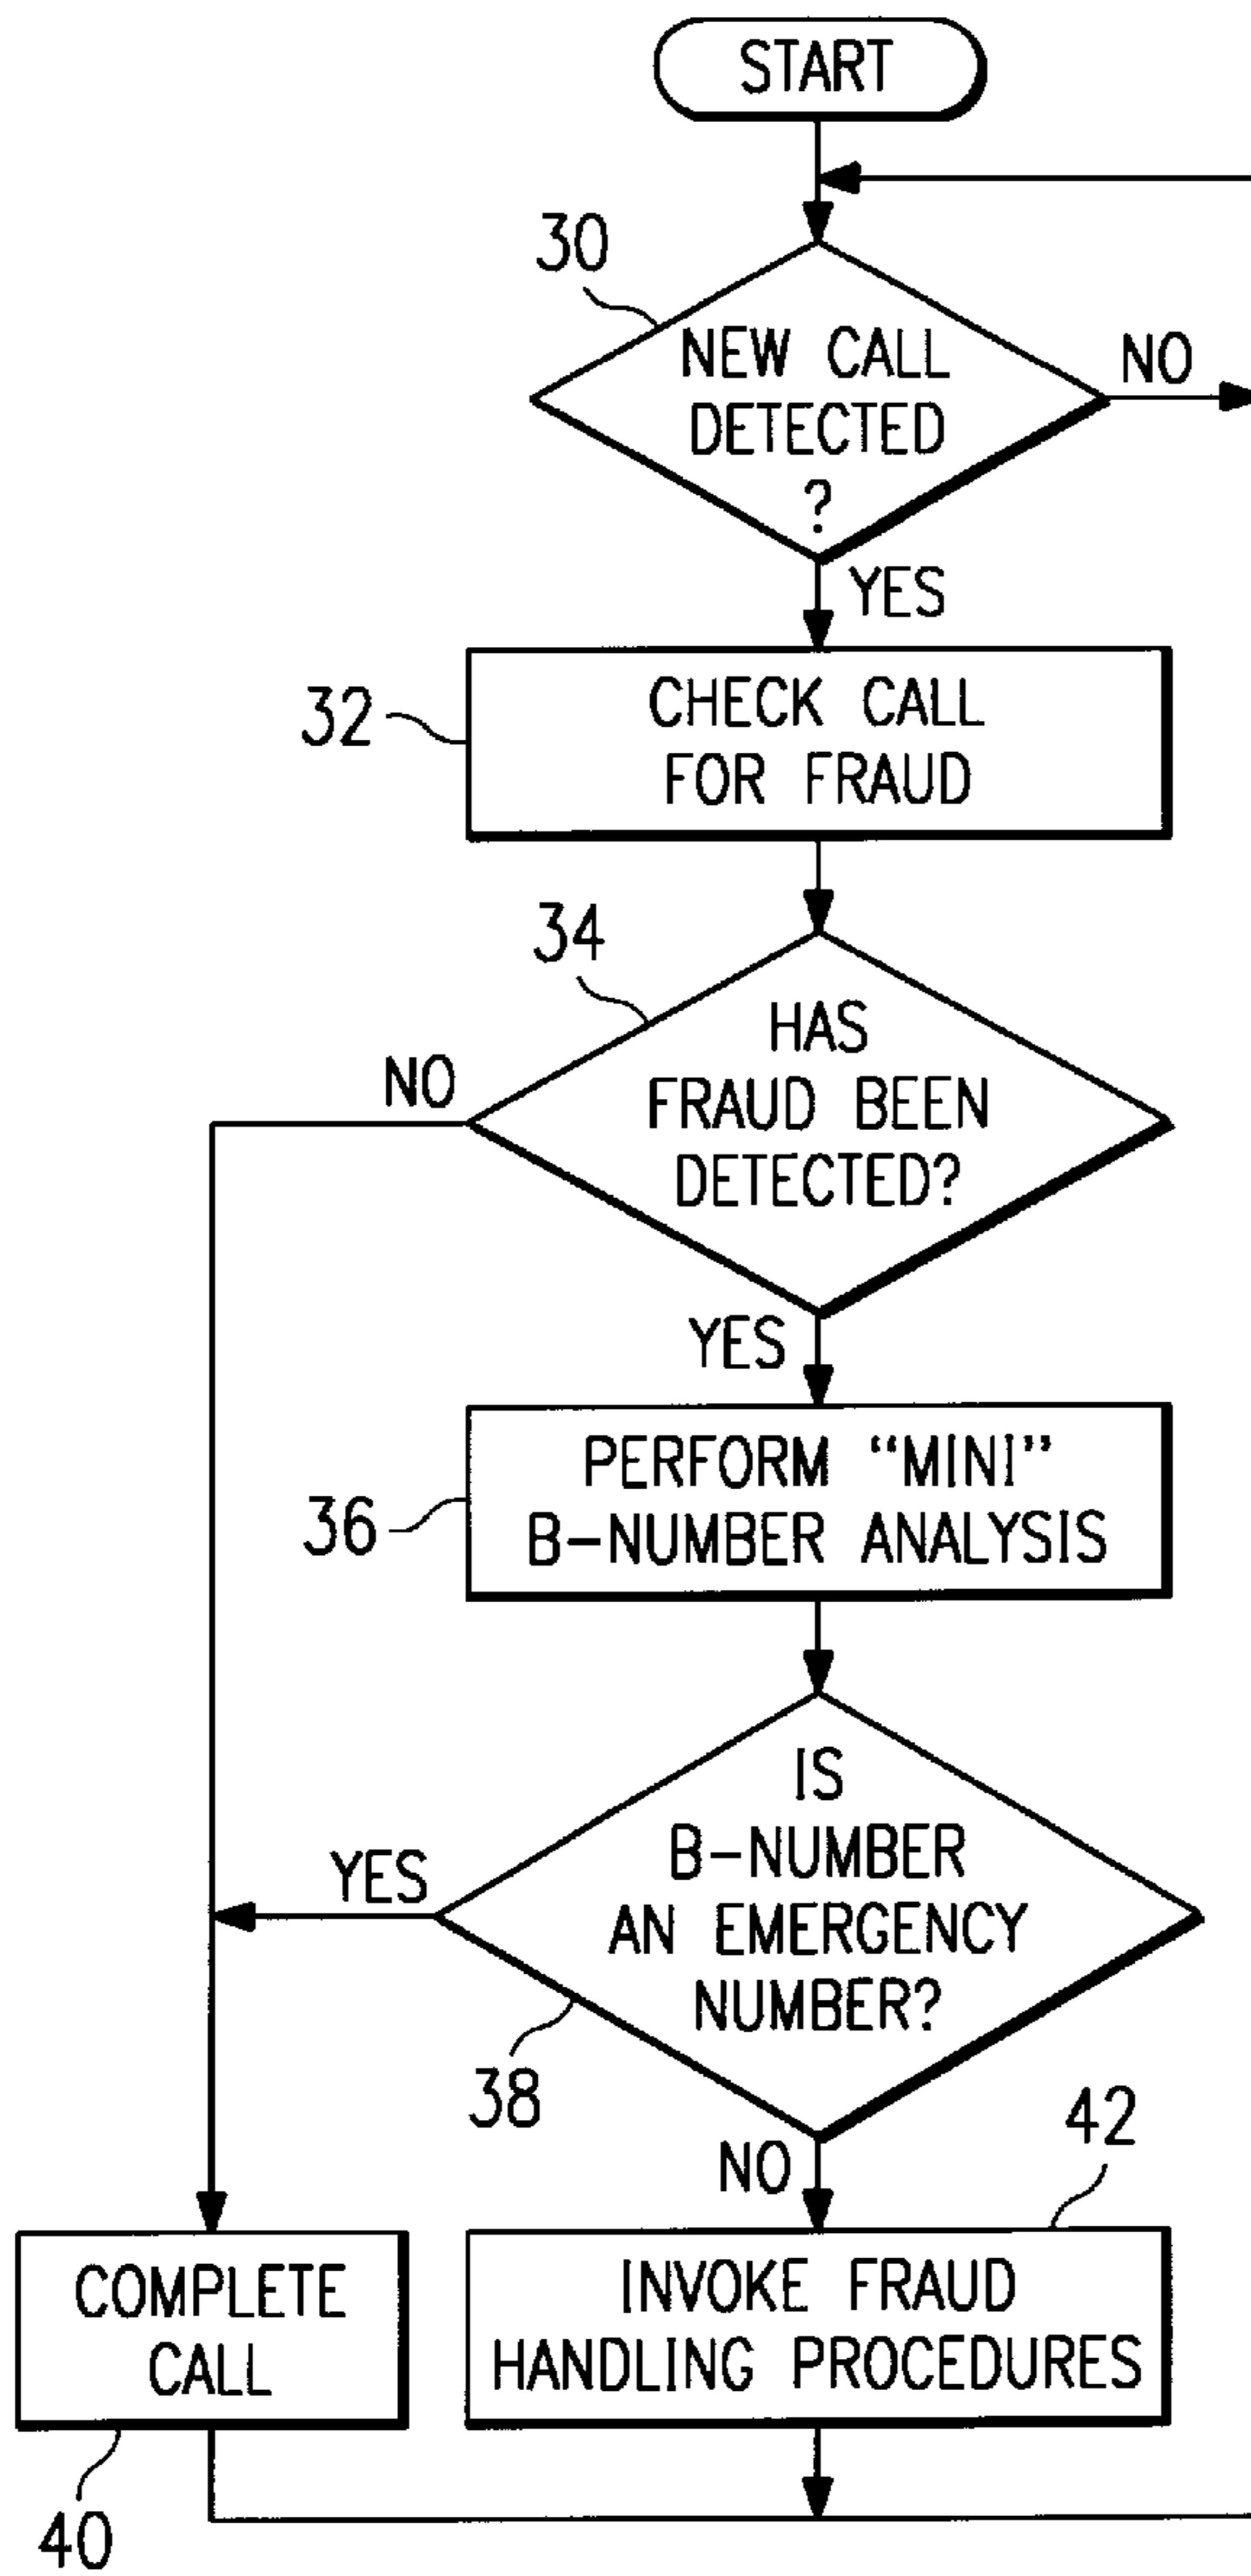 START
30
NEW CALL
DETECTED
?
NO
YES
32
CHECK CALL
FOR FRAUD
34
HAS
FRAUD BEEN
DETECTED?
NO
YES
36
PERFORM “MINI”
B-NUMBER ANALYSIS
IS
B-NUMBER
AN EMERGENCY
NUMBER?
YES
38
NO
42
COMPLETE
CALL
INVOKE FRAUD
HANDLING PROCEDURES
40